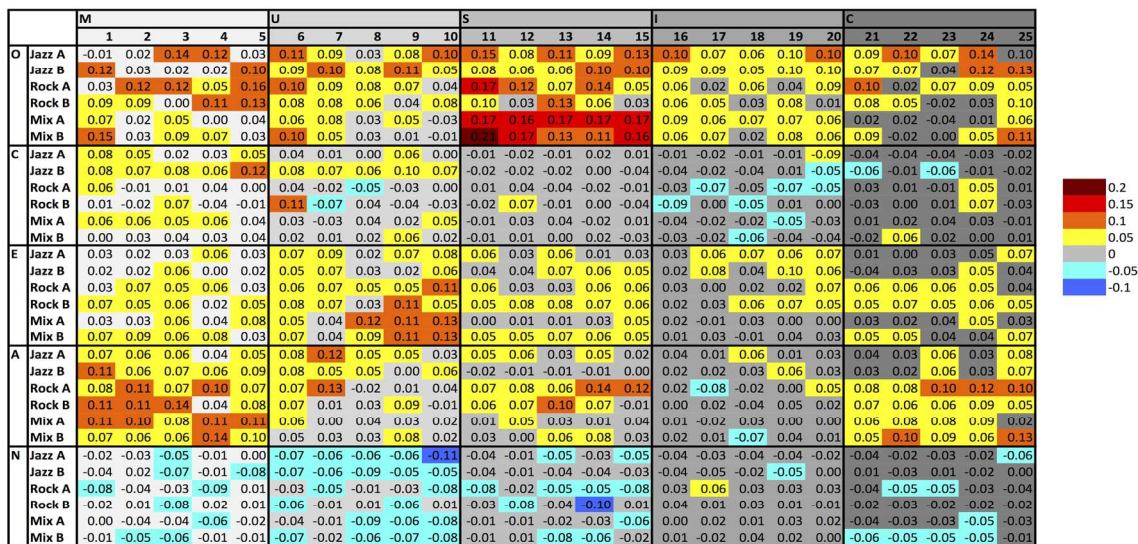 M U S I C
1 2 3 4 5 6 7 8 9 10 11 12 13 14 15 16 17 18 19 20 21 22 23 24 25
O Jazz A -0.01 0.02 0.14 0.12 0.03 0.11 0.09 0.03 0.08 0.10 0.15 0.08 0.11 0.09 0.13 0.10 0.07 0.06 0.10 0.10 0.09 0.10 0.07 0.14 0.10
Jazz B 0.12 0.03 0.02 0.02 0.10 0.09 0.10 0.08 0.11 0.05 0.08 0.06 0.06 0.10 0.10 0.09 0.09 0.05 0.10 0.10 0.07 0.07 0.04 0.12 0.13
Rock A 0.03 0.12 0.12 0.05 0.16 0.10 0.09 0.08 0.07 0.04 0.17 0.12 0.07 0.14 0.05 0.06 0.02 0.06 0.04 0.09 0.10 0.02 0.07 0.09 0.05
Rock B 0.09 0.09 0.00 0.11 0.13 0.08 0.08 0.06 0.04 0.08 0.10 0.03 0.13 0.06 0.03 0.06 0.05 0.03 0.08 0.01 0.08 0.05 -0.02 0.03 0.10
Mix A 0.07 0.02 0.05 0.00 0.04 0.06 0.08 0.03 0.05 -0.03 0.17 0.16 0.17 0.17 0.17 0.09 0.06 0.07 0.07 0.06 0.02 0.02 -0.04 0.01 0.02
Mix B 0.15 0.03 0.09 0.07 0.03 0.10 0.05 0.03 -0.01 -0.01 0.21 0.17 0.13 0.11 0.16 0.06 0.07 0.02 0.08 0.06 0.09 -0.02 0.00 0.05 0.11
C Jazz A 0.08 0.05 0.02 0.03 0.05 0.04 0.01 0.00 0.06 0.00 -0.01 -0.02 -0.01 0.02 0.01 -0.01 -0.01 -0.02 -0.04 -0.09 -0.04 -0.04 -0.04 -0.03 -0.02
Jazz B 0.08 0.07 0.08 0.06 0.12 0.08 0.07 0.06 0.10 0.07 -0.02 -0.02 -0.01 0.00 -0.02 -0.01 -0.02 -0.04 -0.02 -0.05 -0.06 -0.02 -0.06 -0.03 -0.02
Rock A 0.06 -0.01 0.01 0.04 0.00 0.04 -0.02 -0.05 -0.03 0.00 0.01 0.04 -0.04 -0.02 -0.01 -0.03 -0.07 -0.01 -0.07 -0.05 -0.03 0.01 -0.01 0.05 0.01
Rock B 0.01 -0.02 0.07 -0.04 -0.01 0.11 -0.07 -0.04 -0.03 -0.02 -0.02 0.07 -0.01 0.00 -0.02 -0.09 0.00 -0.05 0.01 -0.02 -0.03 0.00 -0.03 0.07 -0.03
Mix A 0.06 0.06 0.06 0.05 0.04 0.03 0.03 0.04 0.02 0.05 -0.01 0.03 -0.04 0.02 -0.01 -0.04 -0.02 -0.02 -0.05 -0.02 -0.01 0.02 0.04 -0.03 0.01
Mix B 0.00 0.03 0.04 0.03 0.04 0.02 0.01 0.02 0.06 0.02 -0.01 0.01 0.00 0.02 -0.03 -0.03 -0.02 -0.06 -0.04 -0.04 -0.02 0.06 0.02 0.00 0.01
E Jazz A 0.03 0.02 0.03 0.06 0.03 0.07 0.09 0.02 0.07 0.08 0.06 0.03 0.06 0.01 0.03 0.03 0.06 0.07 0.06 0.07 0.01 0.00 0.03 0.05 0.07
Jazz B 0.02 0.02 0.06 0.00 0.02 0.05 0.07 0.03 0.02 0.06 0.04 0.04 0.07 0.06 0.05 0.02 0.08 0.04 0.10 0.06 -0.04 0.03 0.03 0.05 0.04
Rock A 0.03 0.07 0.05 0.06 0.06 0.02 0.02 0.06 0.05 0.11 0.06 0.03 0.03 0.06 0.06 0.03 0.00 0.02 0.02 0.07 0.06 0.06 0.06 0.05 0.04
Rock B 0.07 0.05 0.06 0.02 0.05 0.08 0.07 0.03 0.11 0.05 0.05 0.08 0.08 0.07 0.06 0.02 0.03 0.06 0.07 0.05 0.05 0.07 0.05 0.06 0.05
Mix A 0.03 0.03 0.06 0.04 0.08 0.07 0.04 0.12 0.11 0.13 0.00 0.01 0.01 0.03 0.05 0.02 -0.01 0.03 0.00 0.00 0.03 0.02 0.04 0.05 0.03
Mix B 0.07 0.09 0.06 0.08 0.03 0.07 0.04 0.09 0.11 0.13 0.02 0.02 0.02 0.04 0.05 0.02 0.01 0.03 0.03 0.00 0.04 0.05 0.04 0.03 0.07
A Jazz A 0.07 0.06 0.06 0.04 0.05 0.08 0.12 0.05 0.05 0.03 0.05 0.06 0.03 0.05 0.02 0.04 0.01 0.06 0.01 0.03 0.04 0.03 0.06 0.03 0.08
Jazz B 0.11 0.06 0.07 0.06 0.09 0.08 0.05 0.05 0.00 0.06 -0.02 -0.01 -0.01 -0.01 0.00 0.02 0.03 0.03 0.06 0.03 0.02 0.03 0.05 0.03 0.07
Rock A 0.08 0.11 0.07 0.10 0.07 0.07 0.13 -0.02 0.01 0.04 0.07 0.08 0.06 0.14 0.12 0.02 -0.08 -0.02 0.00 0.05 0.08 0.08 0.10 0.12 0.10
Rock B 0.11 0.11 0.14 0.04 0.08 0.07 0.01 0.03 0.09 -0.01 0.06 0.07 0.10 0.07 -0.01 0.00 0.02 -0.04 0.05 0.02 0.04 0.07 0.06 0.09 0.05
Mix A 0.11 0.10 0.08 0.11 0.11 0.06 0.00 0.04 0.03 0.02 0.04 0.05 0.03 0.01 0.04 0.02 0.01 -0.03 0.04 0.02 0.06 0.08 0.08 0.09 0.02
Mix B 0.07 0.06 0.06 0.14 0.10 0.05 0.03 0.03 0.08 0.02 0.03 0.00 0.06 0.08 0.03 0.01 0.02 -0.07 0.04 0.01 0.05 0.10 0.09 0.06 0.13
N Jazz A -0.02 -0.03 -0.05 -0.01 0.00 -0.07 -0.06 -0.06 -0.06 -0.11 -0.04 -0.01 -0.05 -0.03 -0.05 -0.04 -0.03 -0.04 -0.04 -0.04 -0.02 -0.02 -0.02 -0.03 -0.06
Jazz B -0.04 0.02 -0.07 -0.01 -0.08 -0.07 -0.06 -0.09 -0.05 -0.05 -0.04 -0.01 -0.04 -0.04 -0.03 -0.02 -0.02 -0.04 -0.05 0.00 0.01 -0.03 -0.01 -0.02 0.00
Rock A -0.08 -0.04 -0.03 -0.09 0.01 -0.03 -0.05 -0.01 -0.03 -0.08 -0.08 -0.02 -0.05 -0.05 -0.08 -0.03 0.06 0.03 0.03 0.03 -0.02 -0.05 -0.05 -0.03 -0.04
Rock B -0.01 -0.02 -0.08 -0.02 0.01 -0.06 -0.01 -0.01 -0.06 0.01 -0.03 -0.08 -0.04 -0.10 0.01 -0.04 0.02 0.03 0.03 0.01 0.03 -0.02 -0.01 -0.03 -0.01
Mix A 0.00 -0.04 -0.04 -0.06 -0.02 -0.01 -0.04 -0.09 -0.06 -0.08 -0.01 -0.01 -0.02 -0.03 -0.06 0.00 0.02 0.01 0.03 0.02 -0.03 -0.03 -0.01 -0.05 -0.01
Mix B -0.01 -0.05 -0.06 -0.01 -0.01 -0.07 -0.02 -0.06 -0.07 -0.08 -0.01 -0.03 -0.08 -0.06 -0.02 0.01 0.01 0.04 0.03 -0.02 -0.06 -0.05 -0.05 -0.05 -0.03
0.2
0.15
0.1
0.05
0
-0.05
-0.1